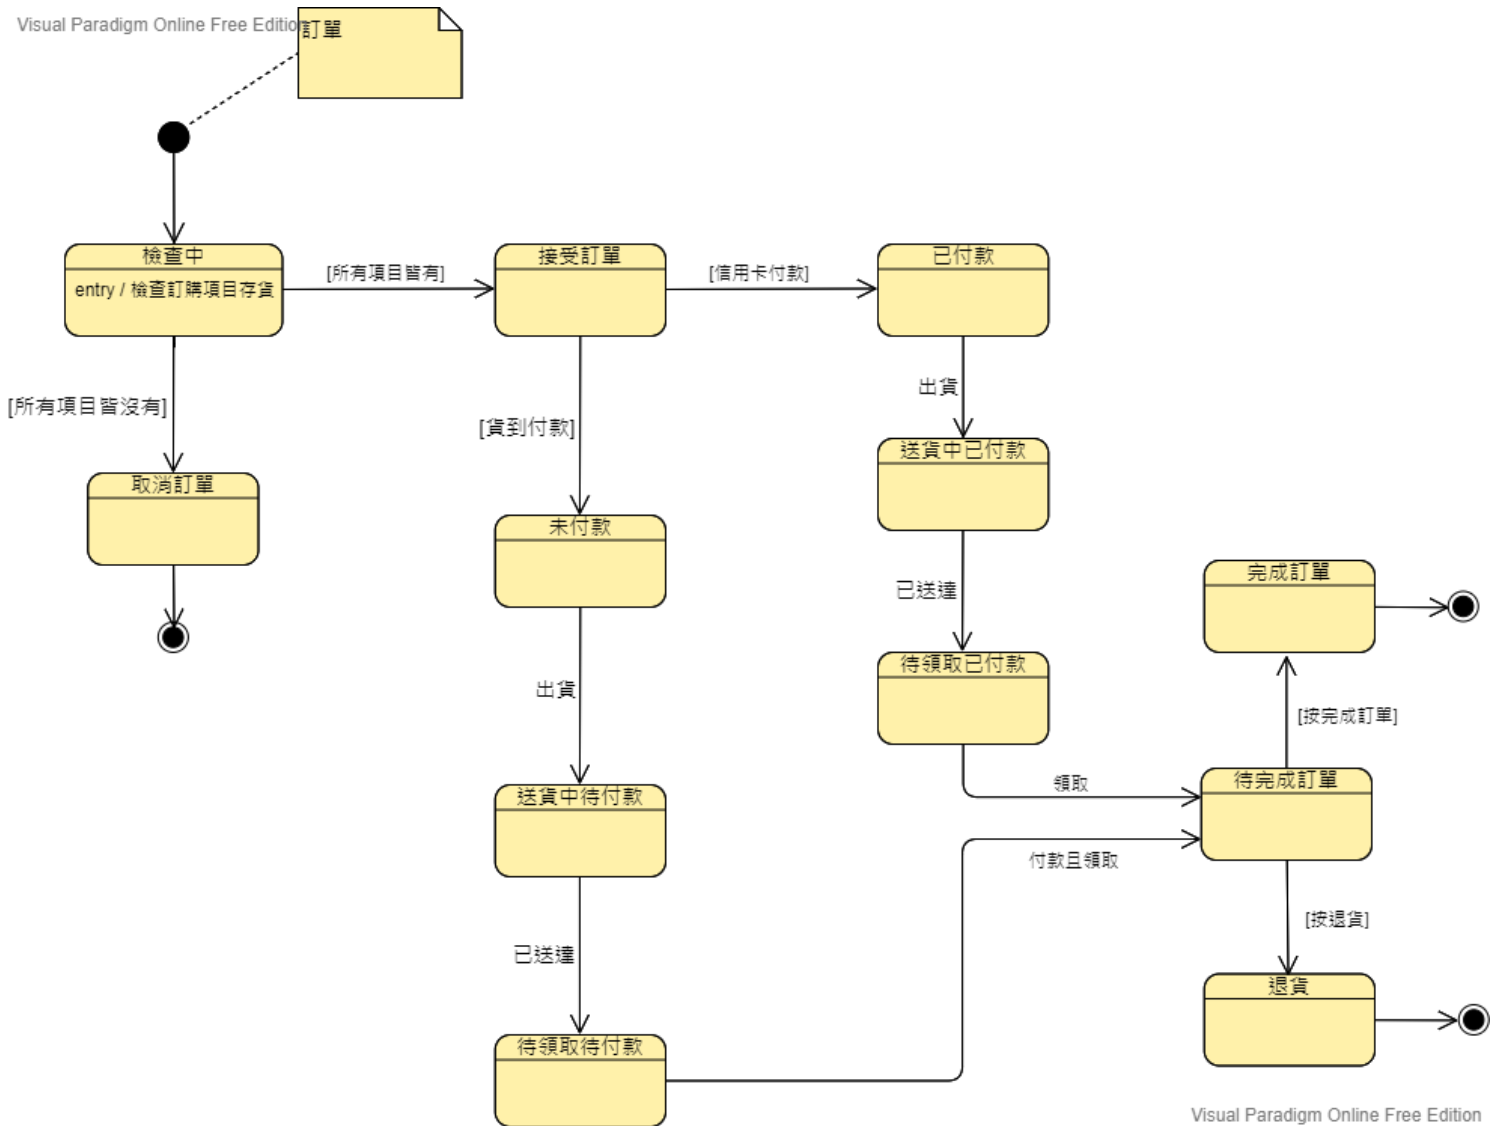 Visual Paradigm Online Free Edition
訂單
檢查中
entry / 檢查訂購項目存貨
[所有項目皆有]
接受訂單
[信用卡付款]
已付款
[所有項目皆沒有]
[貨到付款]
出貨
送貨中已付款
取消訂單
未付款
已送達
完成訂單
待領取已付款
出貨
[按完成訂單]
領取
待完成訂單
送貨中待付款
付款且領取
[按退貨]
已送達
退貨
待領取待付款
Visual Paradigm Online Free Edition